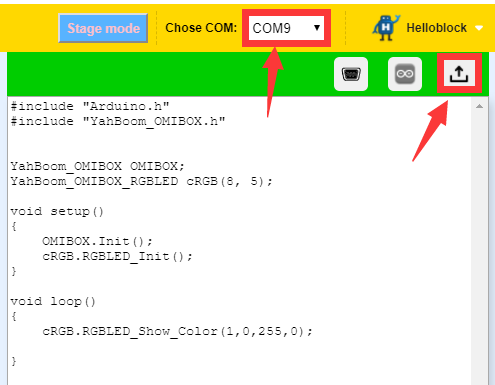 Stage mode Chose COM: COM9 Helloblock
#include "Arduino.h"
#include "YahBoom_OMIBOX.h"
YahBoom_OMIBOX OMIBOX;
YahBoom_OMIBOX_RGBLED cRGB(8, 5);
void setup()
{
    OMIBOX.Init();
    cRGB.RGBLED_Init();
}
void loop()
{
    cRGB.RGBLED_Show_Color(1,0,255,0);
}